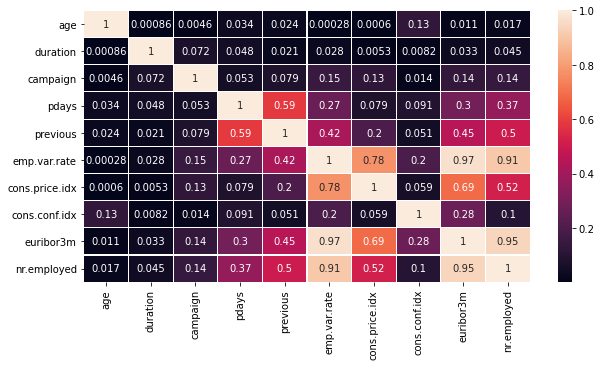 age 1 0.00086 0.0046 0.034 0.024 0.00028 0.0006 0.13 0.011 0.017
duration 0.00086 1 0.072 0.048 0.021 0.028 0.0053 0.0082 0.033 0.045
campaign 0.0046 0.072 1 0.053 0.079 0.15 0.13 0.014 0.14 0.14
pdays 0.034 0.048 0.053 1 0.59 0.27 0.079 0.091 0.3 0.37
previous 0.024 0.021 0.079 0.59 1 0.42 0.2 0.051 0.45 0.5
emp.var.rate 0.00028 0.028 0.15 0.27 0.42 1 0.78 0.2 0.97 0.91
cons.price.idx 0.0006 0.0053 0.13 0.079 0.2 0.78 1 0.059 0.69 0.52
cons.conf.idx 0.13 0.0082 0.014 0.091 0.051 0.2 0.059 1 0.28 0.1
euribor3m 0.011 0.033 0.14 0.3 0.45 0.97 0.69 0.28 1 0.95
nr.employed 0.017 0.045 0.14 0.37 0.5 0.91 0.52 0.1 0.95 1
age duration campaign pdays previous emp.var.rate cons.price.idx cons.conf.idx euribor3m nr.employed
1.0
0.8
0.6
0.4
0.2